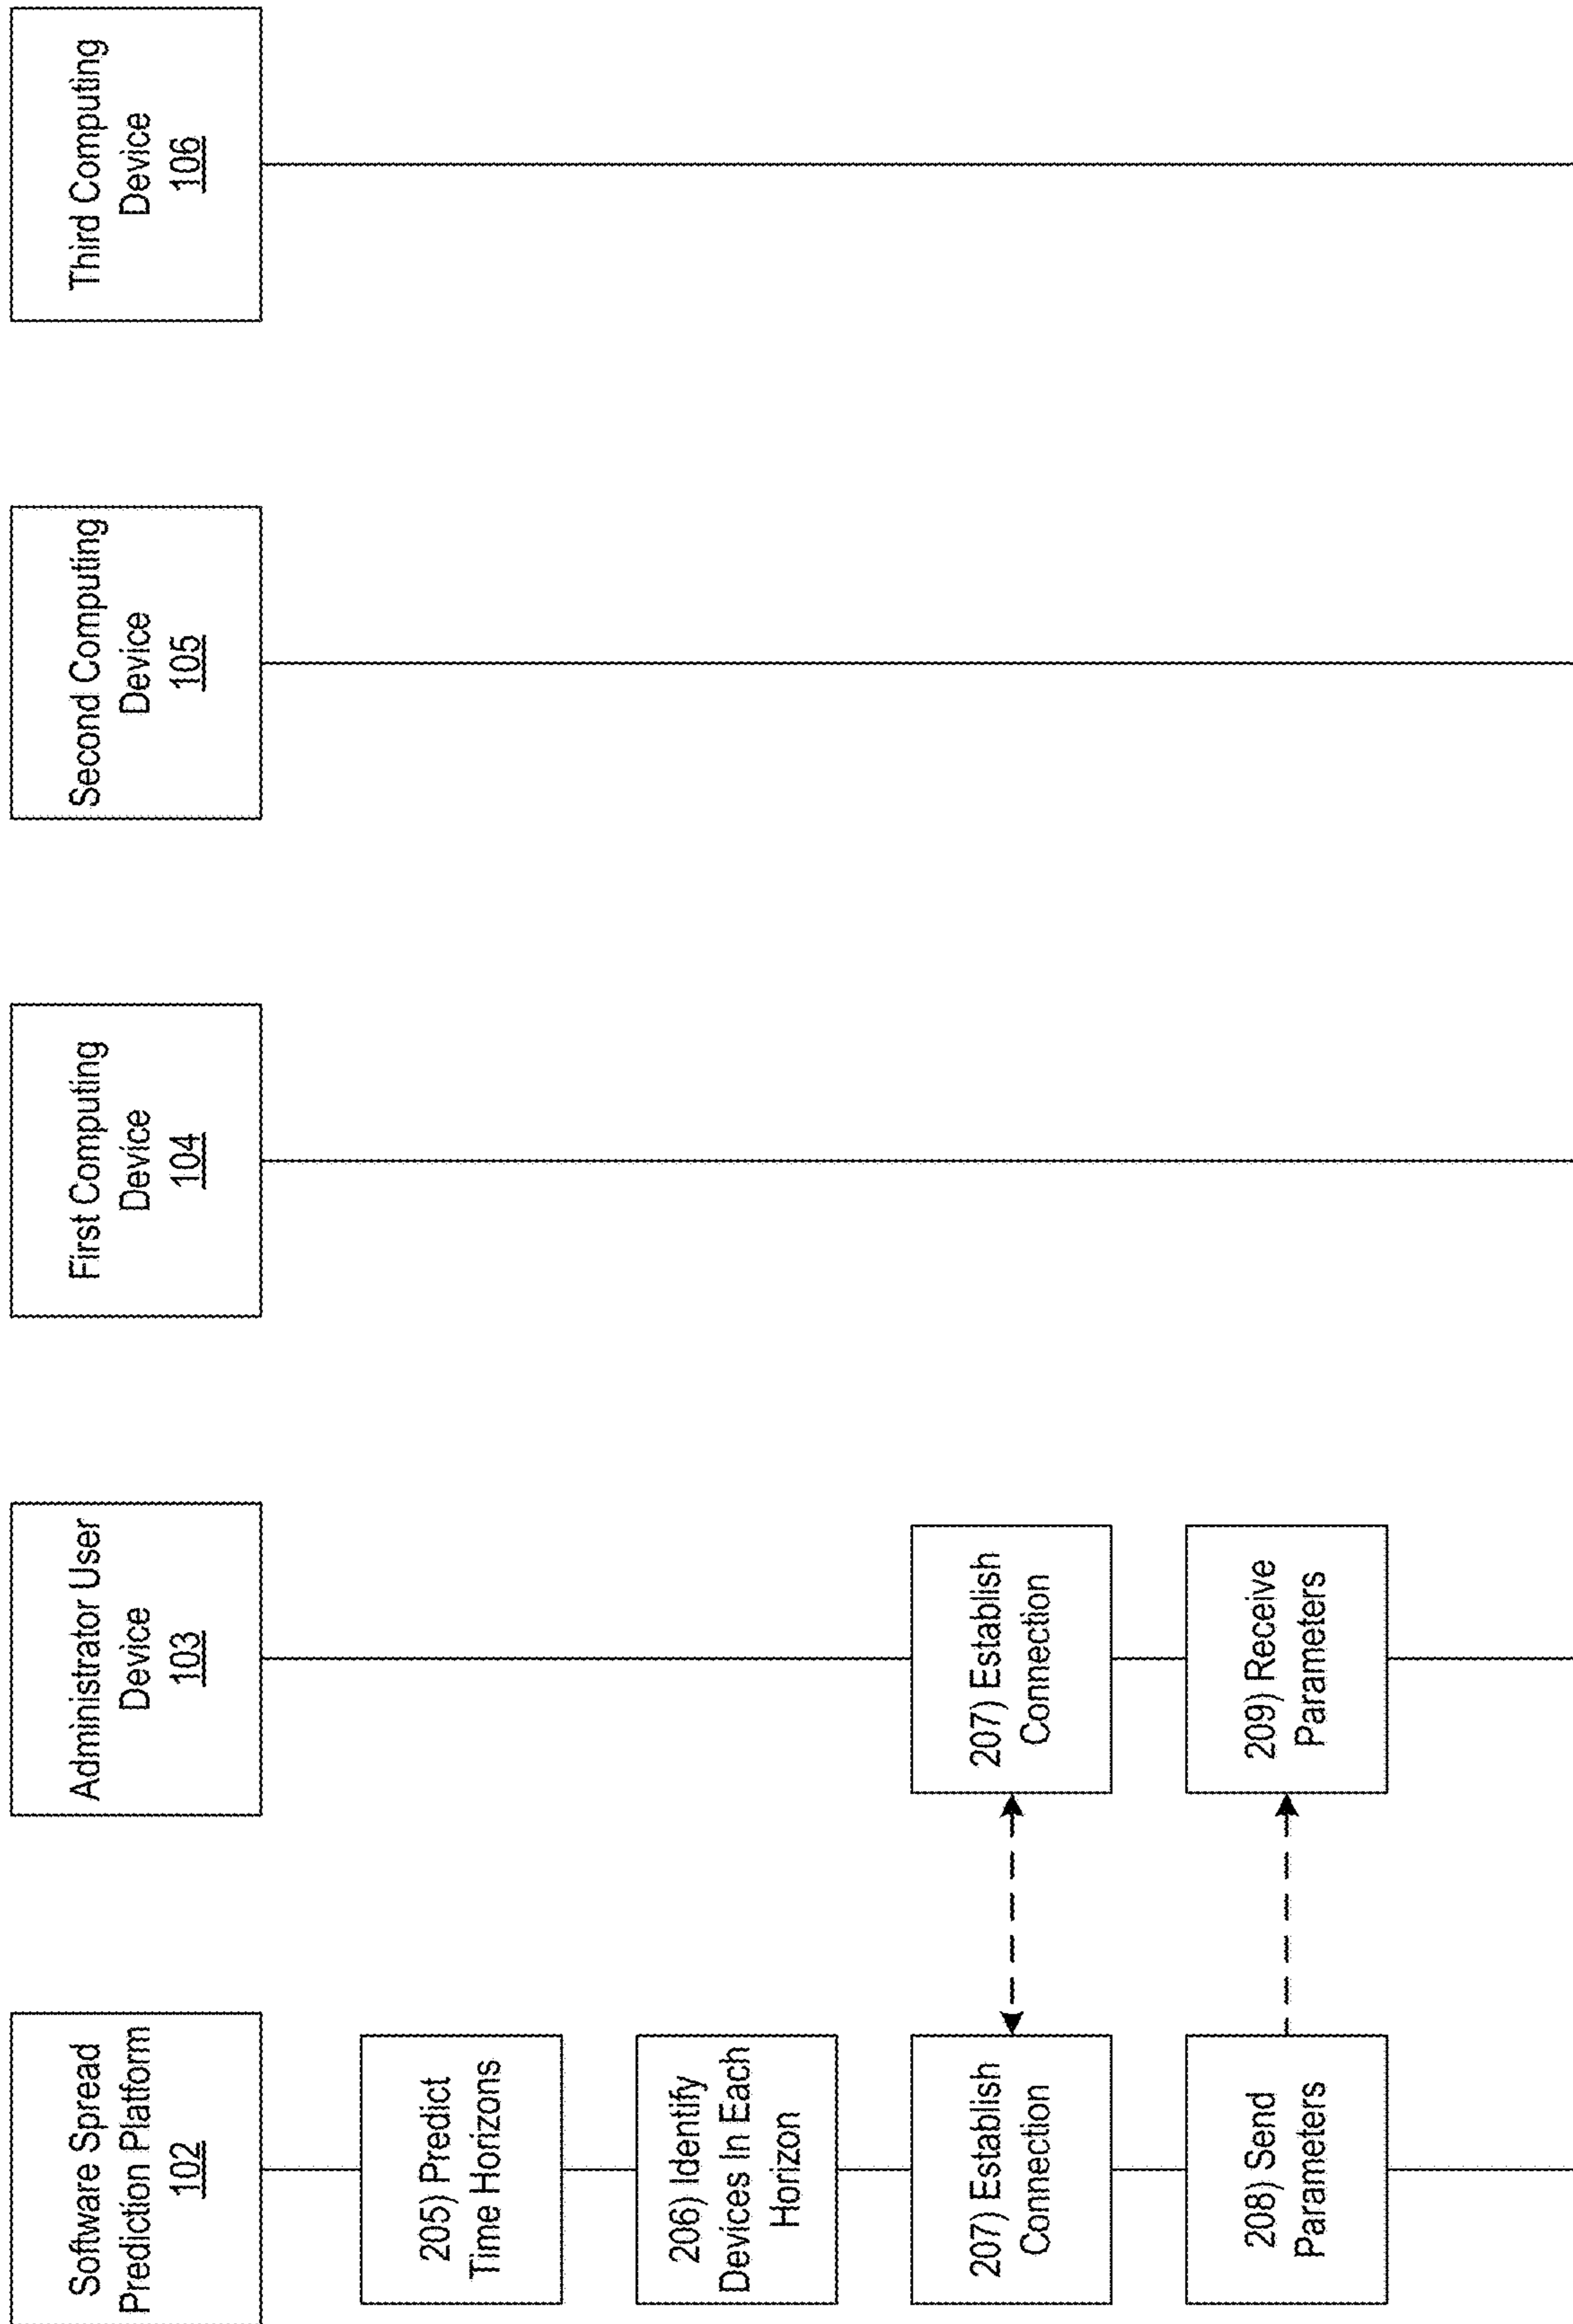 Software Spread
Prediction Platform
102
Administrator User
Device
103
First Computing
Device
104
Second Computing
Device
105
Third Computing
Device
106
205) Predict
Time Horizons
206) Identify
Devices In Each
Horizon
207) Establish
Connection
207) Establish
Connection
208) Send
Parameters
209) Receive
Parameters